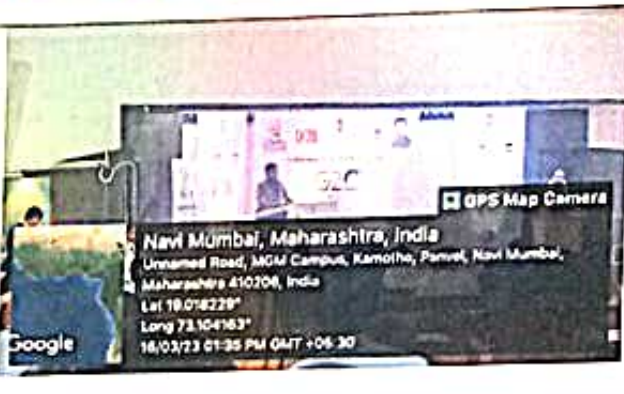 GPS Map Camera
Navi Mumbai, Maharashtra, India
Unnamed Road, MGM Campus, Kamothe, Panvel, Navi Mumbai,
Maharashtra 410206, India
Lat 19.018229°
Long 73.104163°
16/03/23 01:35 PM GMT +05:30
Google